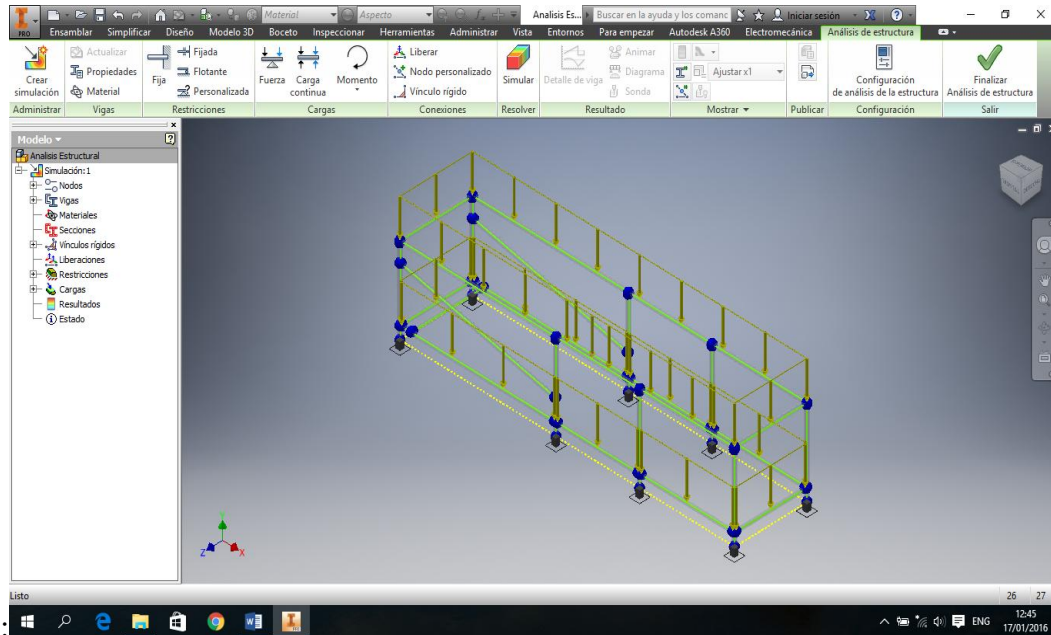 PRO
Material
Aspecto
Análisis Es...
Buscar en la ayuda y los comanc
Iniciar sesión
Ensamblar Simplificar Diseño Modelo 3D Boceto Inspeccionar Herramientas Administrar Vista Entornos Para empezar Autodesk A360 Electromecánica Análisis de estructura
Crear simulación
Actualizar
Propiedades
Material
Fija
Fijada
Flotante
Personalizada
Fuerza
Carga continua
Momento
Liberar
Nodo personalizado
Vínculo rígido
Simular
Detalle de viga
Animar
Diagrama
Sonda
Ajustar x1
Configuración
de análisis de la estructura
Finalizar
Análisis de estructura
Administrar Vigas Restricciones Cargas Conexiones Resolver Resultado Mostrar Publicar Configuración Salir
Modelo
Analisis Estructural
Simulación:1
Nodos
Vigas
Materiales
Secciones
Vínculos rígidos
Liberaciones
Restricciones
Cargas
Resultados
Estado
Y
Z
X
Listo
26 27
ENG
12:45
17/01/2016